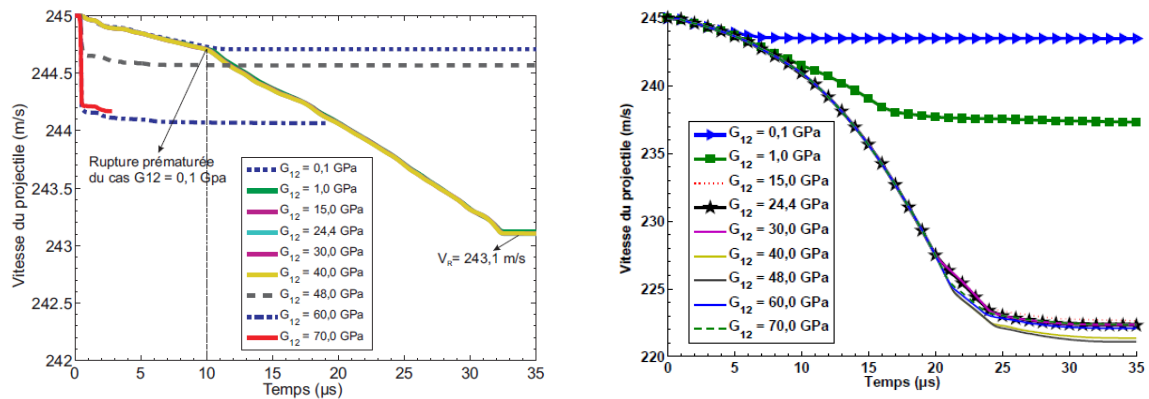 245
244.5
244
243.5
243
242.5
242
Vitesse du projectile (m/s)
Rupture prématurée
du cas G12 = 0,1 Gpa
G12 = 0,1 GPa
G12 = 1,0 GPa
G12 = 15,0 GPa
G12 = 24,4 GPa
G12 = 30,0 GPa
G12 = 40,0 GPa
G12 = 48,0 GPa
G12 = 60,0 GPa
G12 = 70,0 GPa
VR= 243,1 m/s
0 5 10 15 20 25 30 35
Temps (µs)
245
240
235
230
225
220
Vitesse du projectile (m/s)
G12 = 0,1 GPa
G12 = 1,0 GPa
G12 = 15,0 GPa
G12 = 24,4 GPa
G12 = 30,0 GPa
G12 = 40,0 GPa
G12 = 48,0 GPa
G12 = 60,0 GPa
G12 = 70,0 GPa
0 5 10 15 20 25 30 35
Temps (µs)